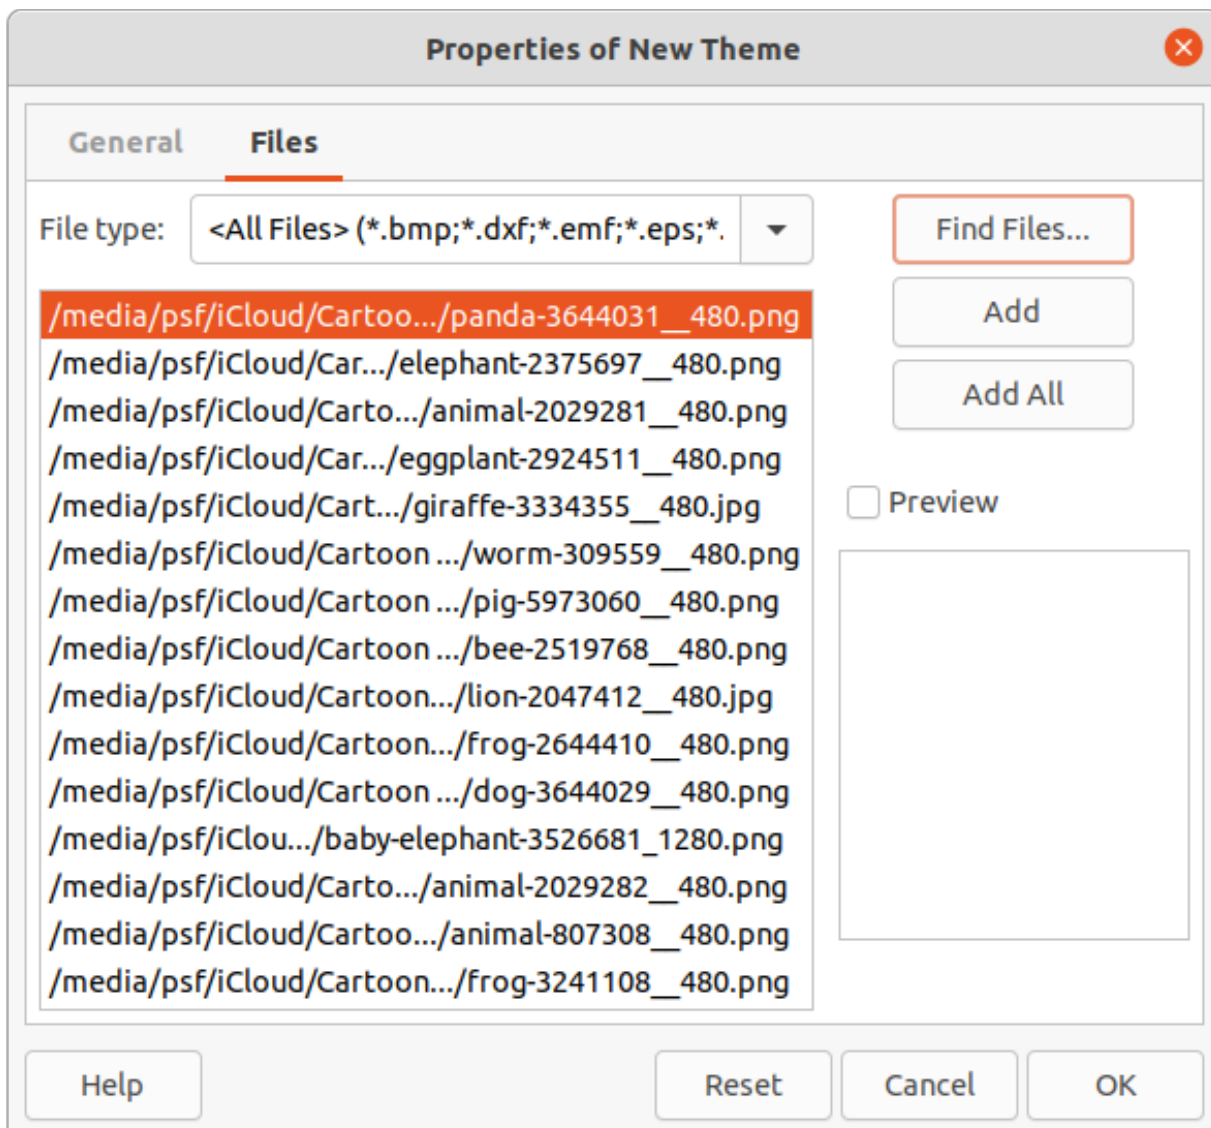 Properties of New Theme
General Files
File type: <All Files> (*.bmp;*.dxf;*.emf;*.eps;*. Find Files...
Add
Add All
/media/psf/iCloud/Cartoo.../panda-3644031__480.png
/media/psf/iCloud/Car.../elephant-2375697__480.png
/media/psf/iCloud/Carto.../animal-2029281__480.png
/media/psf/iCloud/Car.../eggplant-2924511__480.png
/media/psf/iCloud/Cart.../giraffe-3334355__480.jpg
/media/psf/iCloud/Cartoon .../worm-309559__480.png
/media/psf/iCloud/Cartoon .../pig-5973060__480.png
/media/psf/iCloud/Cartoon .../bee-2519768__480.png
/media/psf/iCloud/Cartoon.../lion-2047412__480.jpg
/media/psf/iCloud/Cartoon.../frog-2644410__480.png
/media/psf/iCloud/Cartoon .../dog-3644029__480.png
/media/psf/iClou.../baby-elephant-3526681_1280.png
/media/psf/iCloud/Carto.../animal-2029282__480.png
/media/psf/iCloud/Cartoo.../animal-807308__480.png
/media/psf/iCloud/Cartoon.../frog-3241108__480.png
Preview
Help Reset Cancel OK